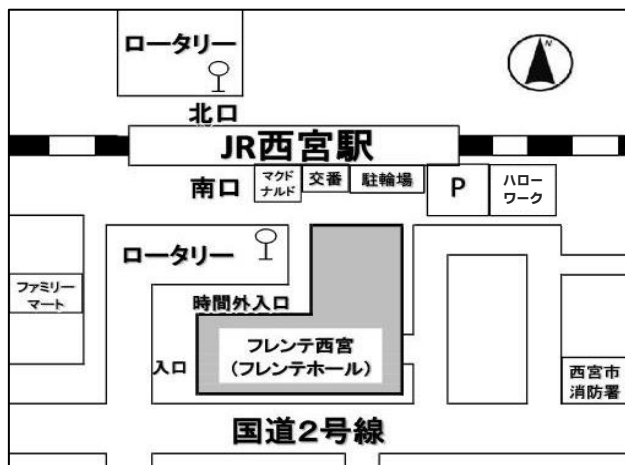 ロータリー
N
北口
JR西宮駅
南口
マクド
ナルド
交番
駐輪場
P
ハロー
ワーク
ロータリー
ファミリー
マート
時間外入口
入口
フレンテ西宮
(フレンテホール)
西宮市
消防署
国道2号線